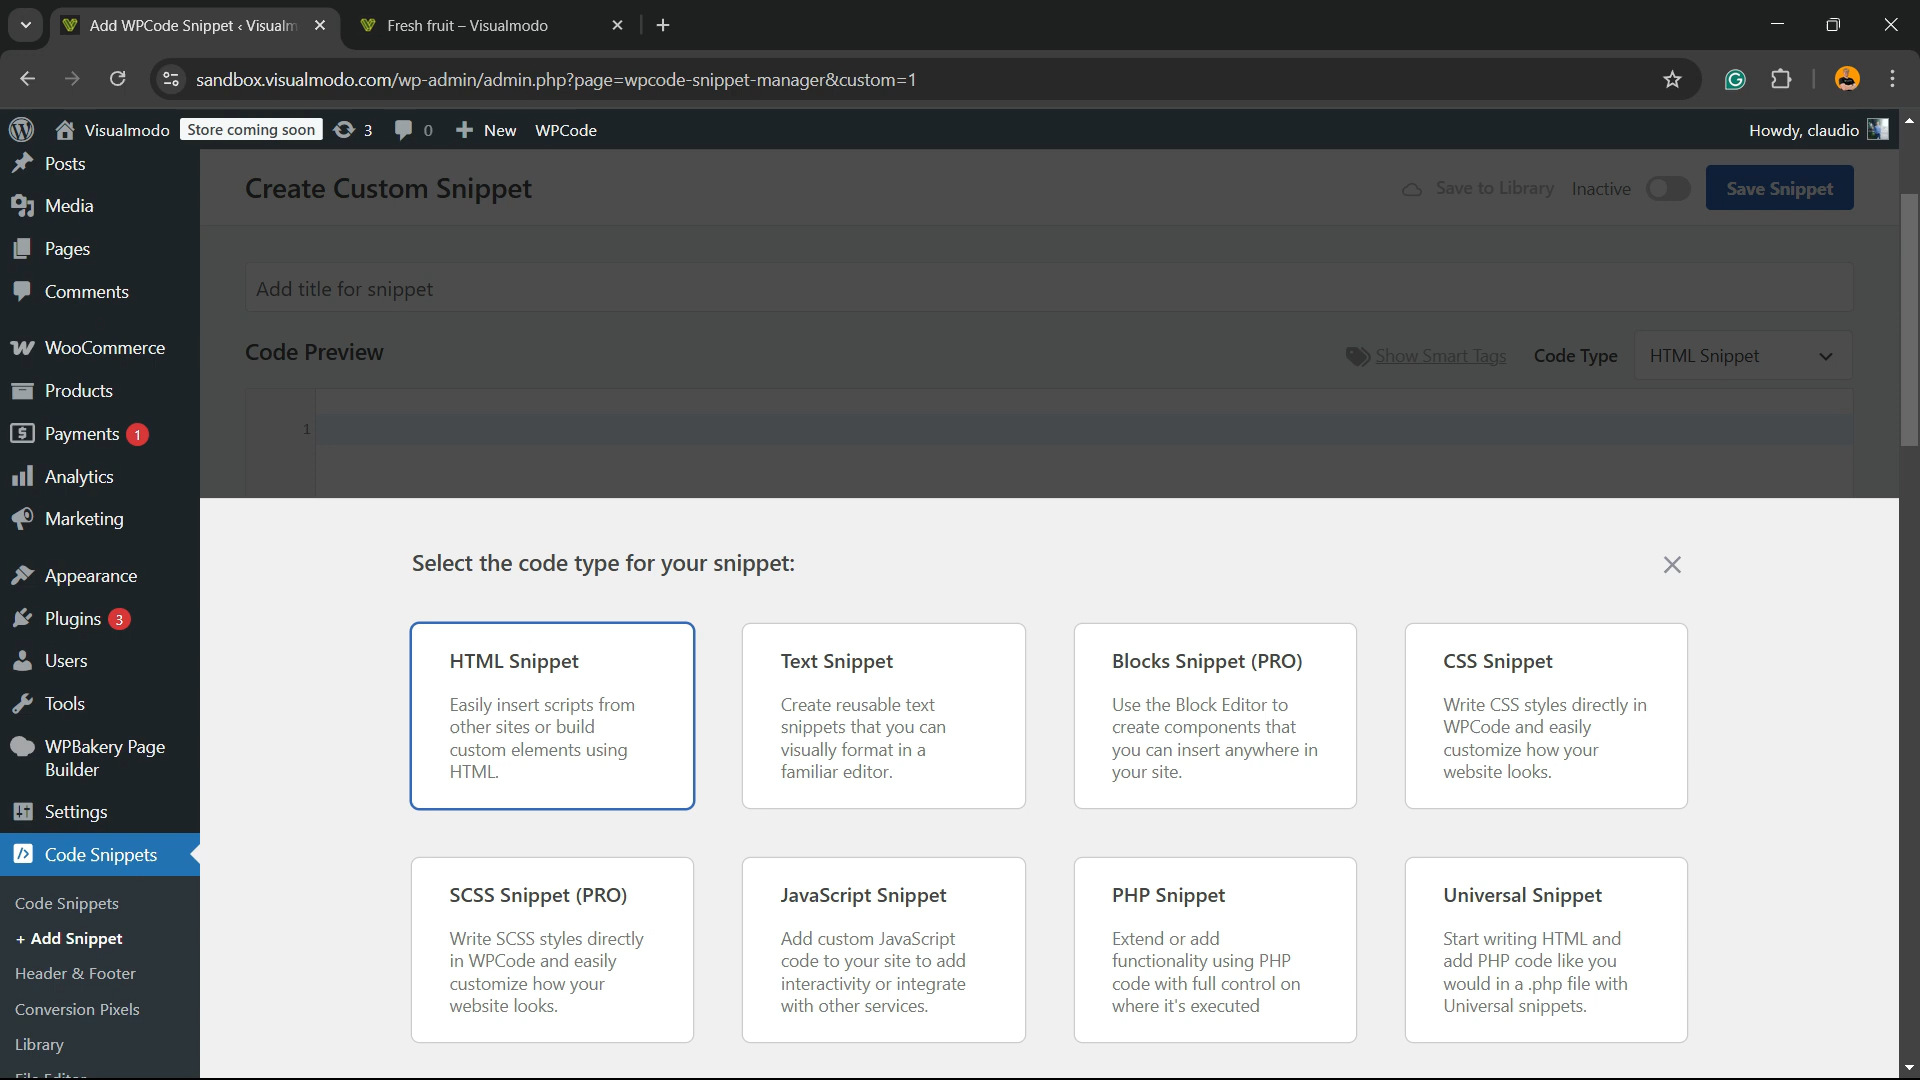 Add WPCode Snippet ‹ Visualm
Fresh fruit – Visualmodo
sandbox.visualmodo.com/wp-admin/admin.php?page=wpcode-snippet-manager&custom=1
Visualmodo
Store coming soon
3
0
New
WPCode
Howdy, claudio
Posts
Media
Pages
Comments
WooCommerce
Products
Payments 1
Analytics
Marketing
Appearance
Plugins 3
Users
Tools
WPBakery Page
Builder
Settings
Code Snippets
Code Snippets
+ Add Snippet
Header & Footer
Conversion Pixels
Library
File Editor
Create Custom Snippet
Save to Library
Inactive
Save Snippet
Add title for snippet
Code Preview
Show Smart Tags
Code Type
HTML Snippet
1
Select the code type for your snippet:
HTML Snippet
Easily insert scripts from
other sites or build
custom elements using
HTML.
Text Snippet
Create reusable text
snippets that you can
visually format in a
familiar editor.
Blocks Snippet (PRO)
Use the Block Editor to
create components that
you can insert anywhere in
your site.
CSS Snippet
Write CSS styles directly in
WPCode and easily
customize how your
website looks.
SCSS Snippet (PRO)
Write SCSS styles directly
in WPCode and easily
customize how your
website looks.
JavaScript Snippet
Add custom JavaScript
code to your site to add
interactivity or integrate
with other services.
PHP Snippet
Extend or add
functionality using PHP
code with full control on
where it's executed
Universal Snippet
Start writing HTML and
add PHP code like you
would in a .php file with
Universal snippets.